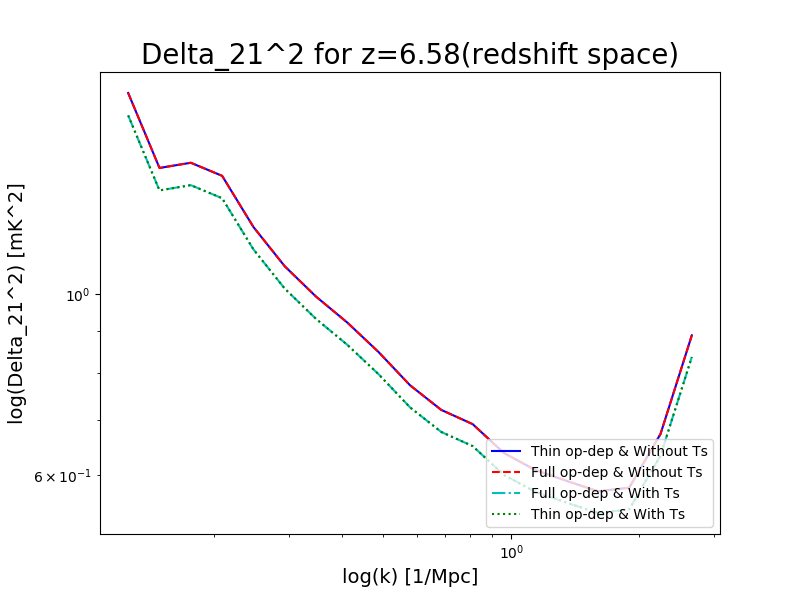 Delta_21^2 for z=6.58(redshift space)
log(Delta_21^2) [mK^2]
10^0
6 × 10^-1
Thin op-dep & Without Ts
Full op-dep & Without Ts
Full op-dep & With Ts
Thin op-dep & With Ts
10^0
log(k) [1/Mpc]